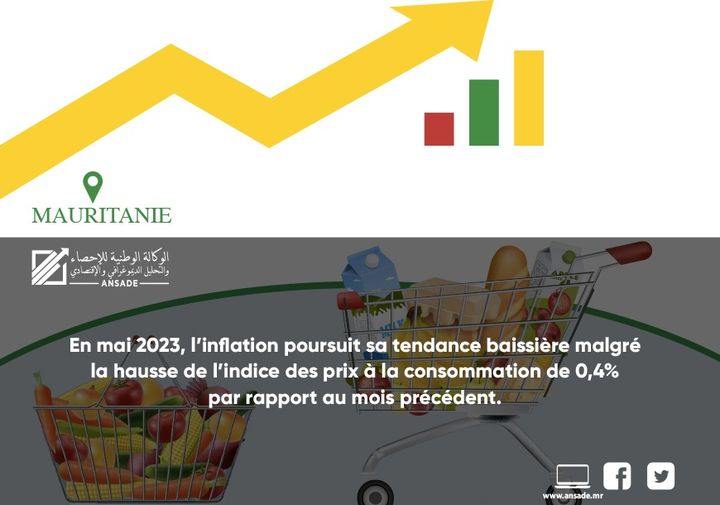 MAURITANIE
الوكالة الوطنية للإحصاء
والتحليل الديموغرافي والإقتصادي
ANSADE
En mai 2023, l’inflation poursuit sa tendance baissière malgré
la hausse de l’indice des prix à la consommation de 0,4%
par rapport au mois précédent.
www.ansade.mr